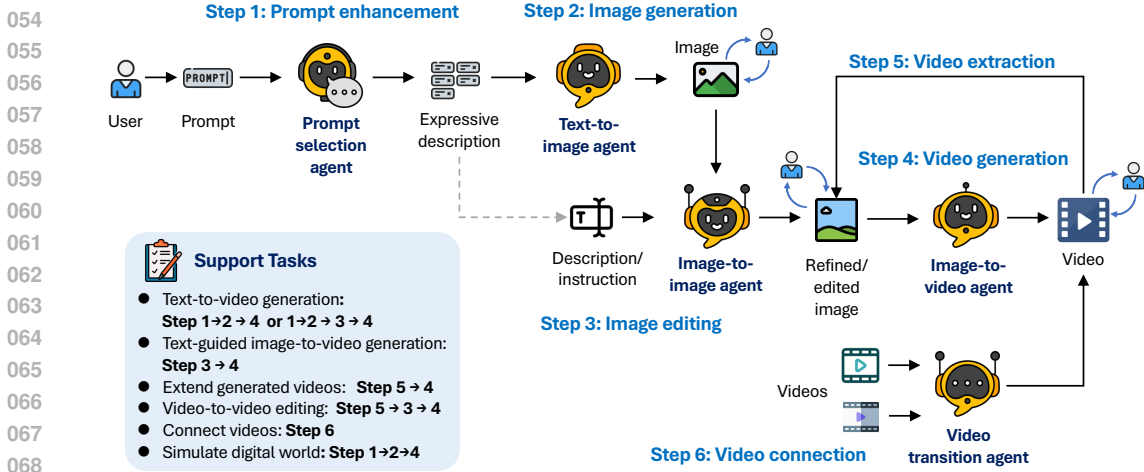 054
055
056
057
058
059
060
061
062
063
064
065
066
067
068
Step 1: Prompt enhancement
Step 2: Image generation
User
PROMPT
Prompt
Prompt
selection
agent
Expressive
description
Text-to-
image agent
Image
Step 5: Video extraction
Step 4: Video generation
T
Description/
instruction
Image-to-
image agent
Refined/
edited
image
Image-to-
video agent
Video
Step 3: Image editing
Support Tasks
● Text-to-video generation:
Step 1→2 → 4 or 1→2 → 3 → 4
● Text-guided image-to-video generation:
Step 3 → 4
● Extend generated videos: Step 5 → 4
● Video-to-video editing: Step 5 → 3 → 4
● Connect videos: Step 6
● Simulate digital world: Step 1→2→4
Videos
Video
transition agent
Step 6: Video connection